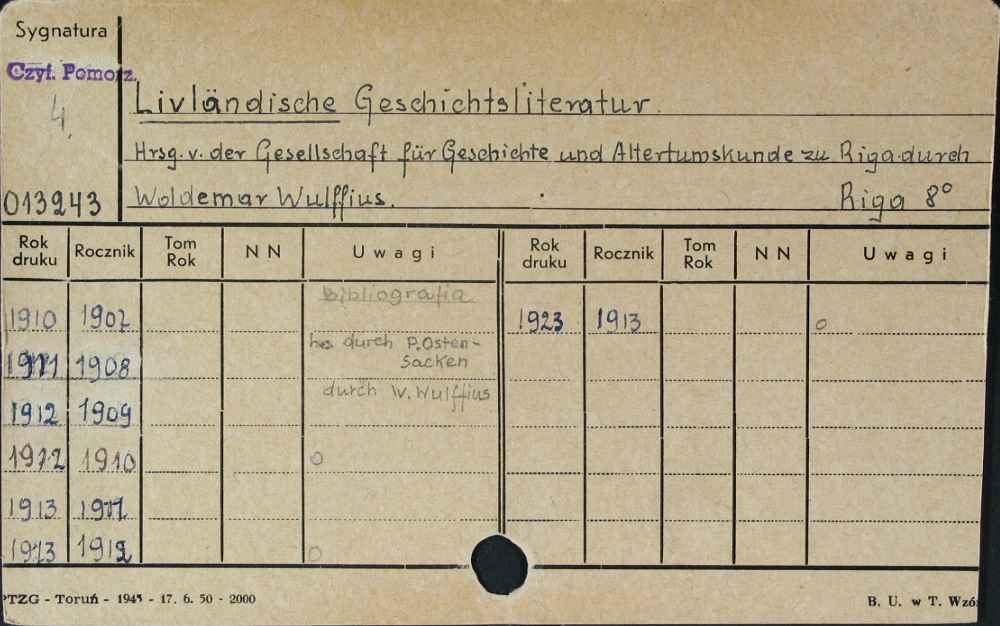 Sygnatura
Czyt. Pomorz.
4.
013243
Livländische Geschichtsliteratur.
Hrsg. v. der Gesellschaft für Geschichte und Altertumskunde zu Riga durch
Woldemar Wulffius. Riga 8°
Rok druku Rocznik Tom Rok N N Uwagi Rok druku Rocznik Tom Rok N N Uwagi
Bibliografia
1910 1907 1923 1913 o
hrs durch P. Osten-
Sacken
1911 1908
durch W. Wulffius
1912 1909
1912 1910 o
1913 1911
1913 1912 o
PTZG - Toruń - 1945 - 17. 6. 50 - 2000
B. U. w T. Wzór